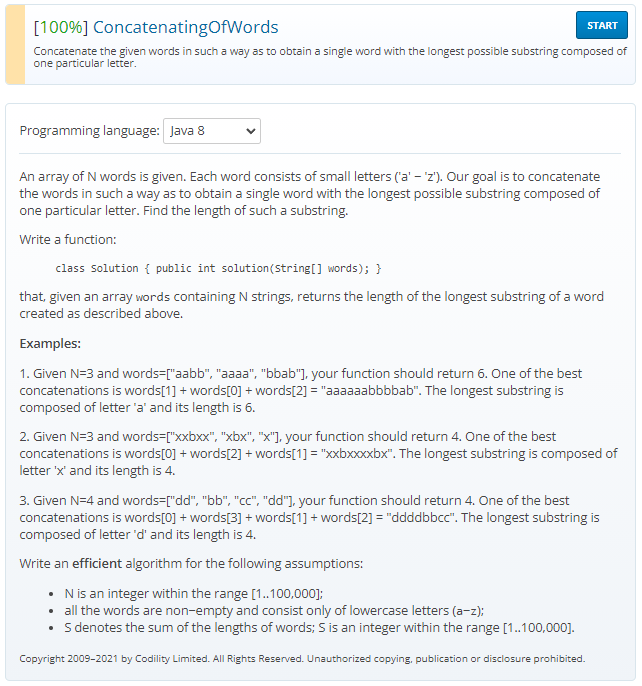 [100%] ConcatenatingOfWords
START
Concatenate the given words in such a way as to obtain a single word with the longest possible substring composed of
one particular letter.
Programming language: Java 8
An array of N words is given. Each word consists of small letters ('a' − 'z'). Our goal is to concatenate
the words in such a way as to obtain a single word with the longest possible substring composed of
one particular letter. Find the length of such a substring.
Write a function:
class Solution { public int solution(String[] words); }
that, given an array words containing N strings, returns the length of the longest substring of a word
created as described above.
Examples:
1. Given N=3 and words=["aabb", "aaaa", "bbab"], your function should return 6. One of the best
concatenations is words[1] + words[0] + words[2] = "aaaaaabbbbab". The longest substring is
composed of letter 'a' and its length is 6.
2. Given N=3 and words=["xxbxx", "xbx", "x"], your function should return 4. One of the best
concatenations is words[0] + words[2] + words[1] = "xxbxxxxbx". The longest substring is composed of
letter 'x' and its length is 4.
3. Given N=4 and words=["dd", "bb", "cc", "dd"], your function should return 4. One of the best
concatenations is words[0] + words[3] + words[1] + words[2] = "ddddbbcc". The longest substring is
composed of letter 'd' and its length is 4.
Write an efficient algorithm for the following assumptions:
• N is an integer within the range [1..100,000];
• all the words are non−empty and consist only of lowercase letters (a−z);
• S denotes the sum of the lengths of words; S is an integer within the range [1..100,000].
Copyright 2009–2021 by Codility Limited. All Rights Reserved. Unauthorized copying, publication or disclosure prohibited.